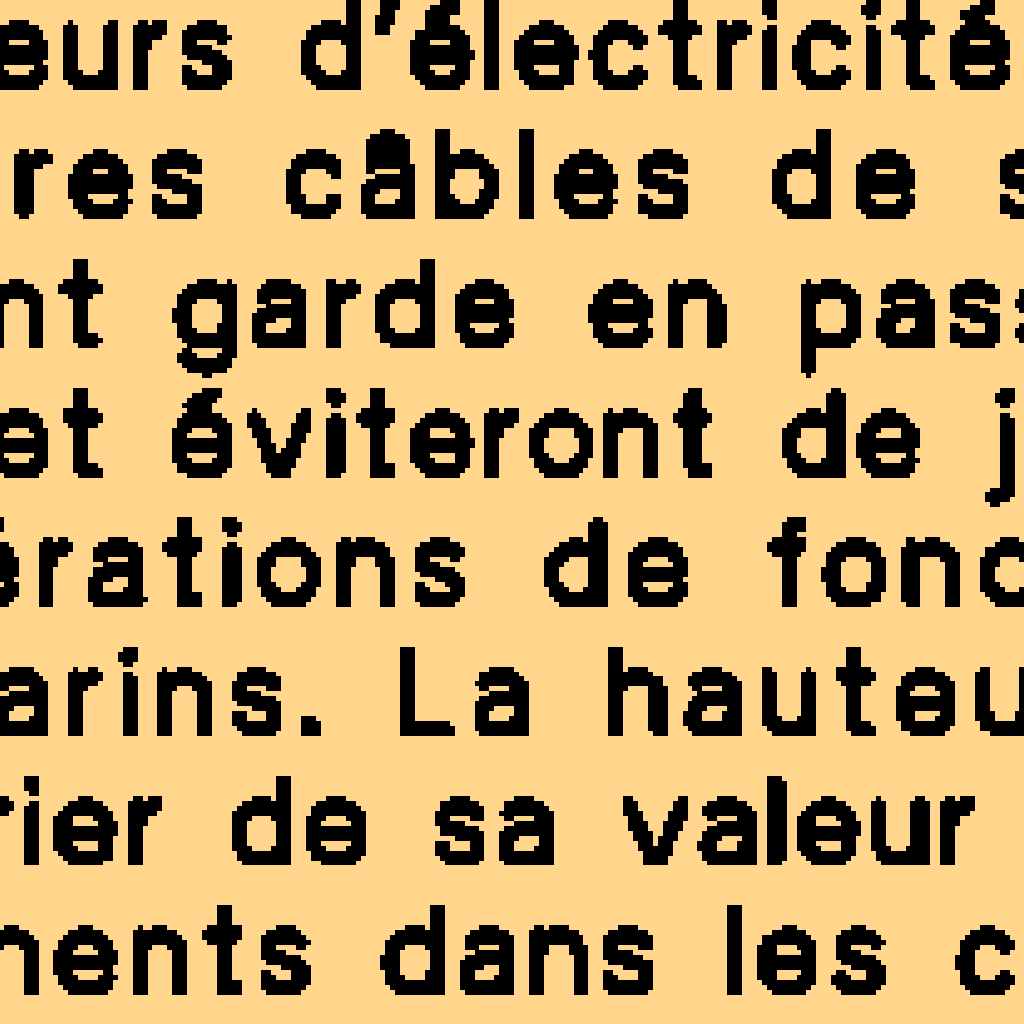 eurs d'électricité
res câbles de s
nt garde en pass
et éviteront de j
érations de fonc
arins. La hauteu
rier de sa valeur
ments dans les c